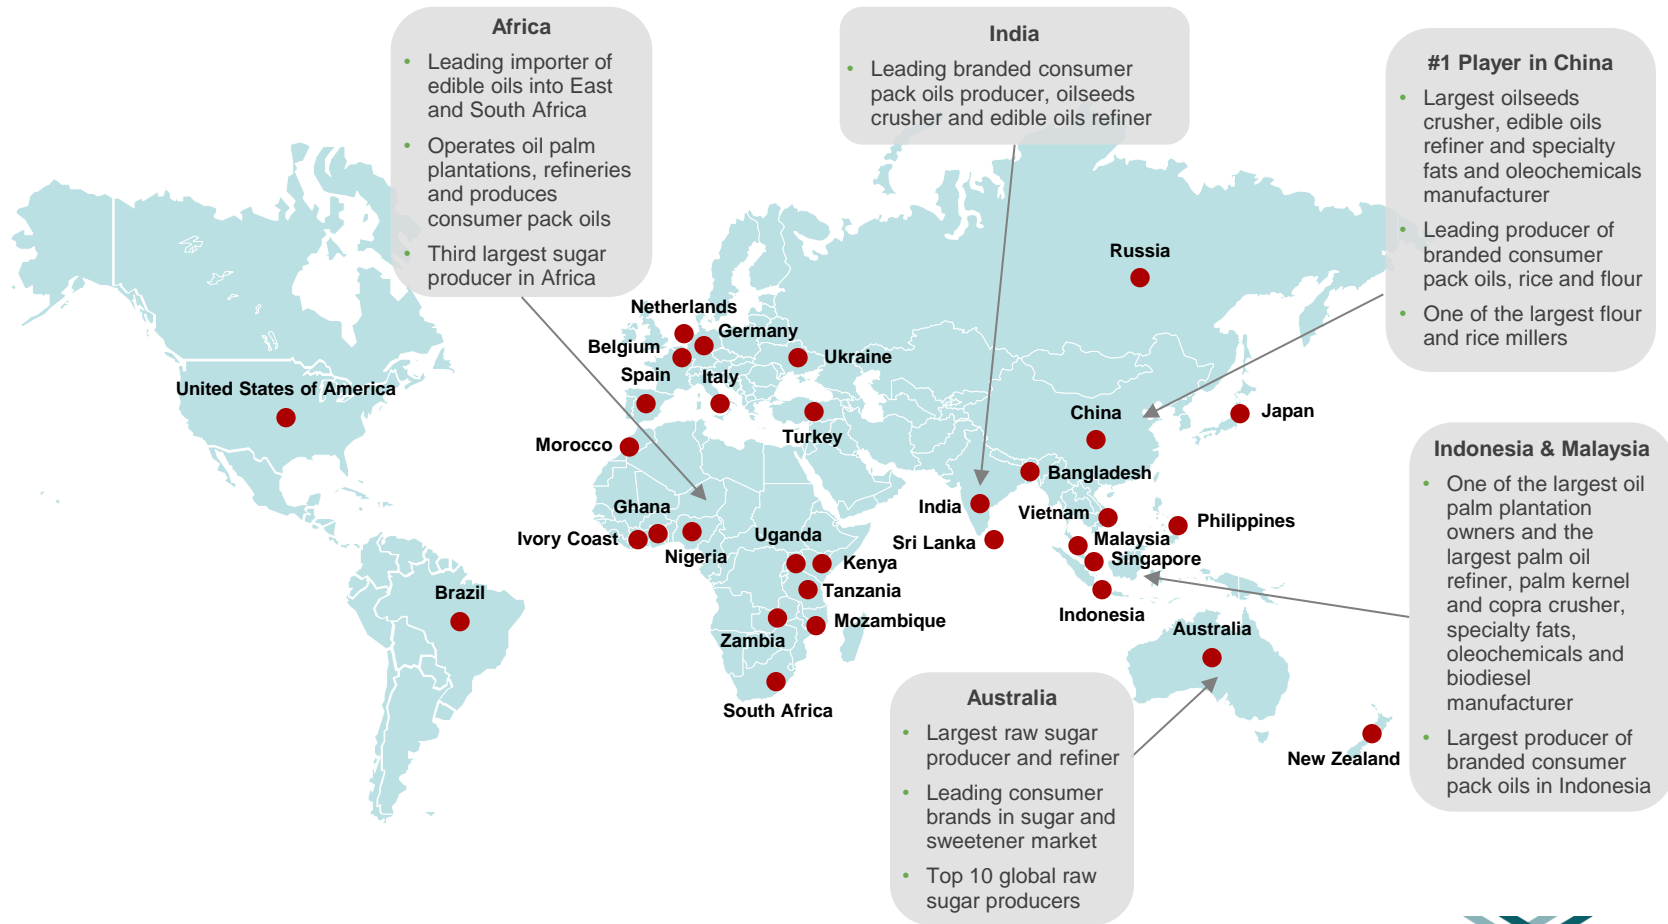 Africa
• Leading importer of
edible oils into East
and South Africa
• Operates oil palm
plantations, refineries
and produces
consumer pack oils
• Third largest sugar
producer in Africa
India
• Leading branded consumer
pack oils producer, oilseeds
crusher and edible oils refiner
#1 Player in China
• Largest oilseeds
crusher, edible oils
refiner and specialty
fats and oleochemicals
manufacturer
• Leading producer of
branded consumer
pack oils, rice and flour
• One of the largest flour
and rice millers
Russia
Netherlands
Germany
Belgium
Ukraine
Spain
Italy
United States of America
China
Japan
Turkey
Morocco
Bangladesh
Indonesia & Malaysia
• One of the largest oil
palm plantation
owners and the
largest palm oil
refiner, palm kernel
and copra crusher,
specialty fats,
oleochemicals and
biodiesel
manufacturer
• Largest producer of
branded consumer
pack oils in Indonesia
Ghana
India
Vietnam
Philippines
Ivory Coast
Nigeria
Uganda
Sri Lanka
Malaysia
Singapore
Kenya
Tanzania
Brazil
Indonesia
Mozambique
Zambia
Australia
South Africa
New Zealand
Australia
• Largest raw sugar
producer and refiner
• Leading consumer
brands in sugar and
sweetener market
• Top 10 global raw
sugar producers